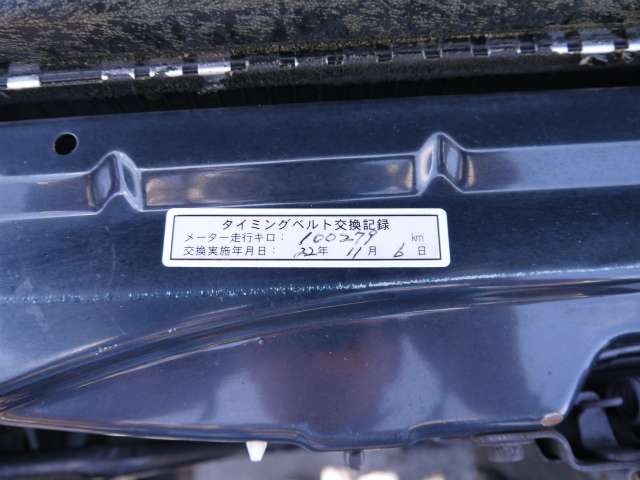 タイミングベルト交換記録
メーター走行キロ： 100279 km
交換実施年月日： 22年 11月 6日